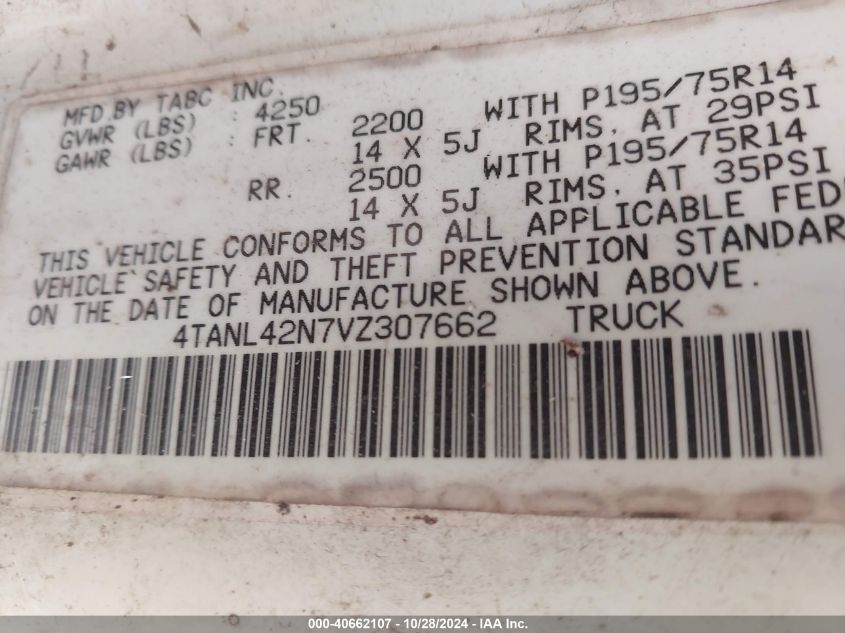 MFD.BY TABC INC.
GVWR (LBS) : 4250
GAWR (LBS) : FRT. 2200 WITH P195/75R14
14 X 5J RIMS, AT 29PSI
RR. 2500 WITH P195/75R14
14 X 5J RIMS, AT 35PSI
THIS VEHICLE CONFORMS TO ALL APPLICABLE FED
VEHICLE SAFETY AND THEFT PREVENTION STANDAR
ON THE DATE OF MANUFACTURE SHOWN ABOVE.
4TANL42N7VZ307662 TRUCK
000-40662107 - 10/28/2024 - IAA Inc.